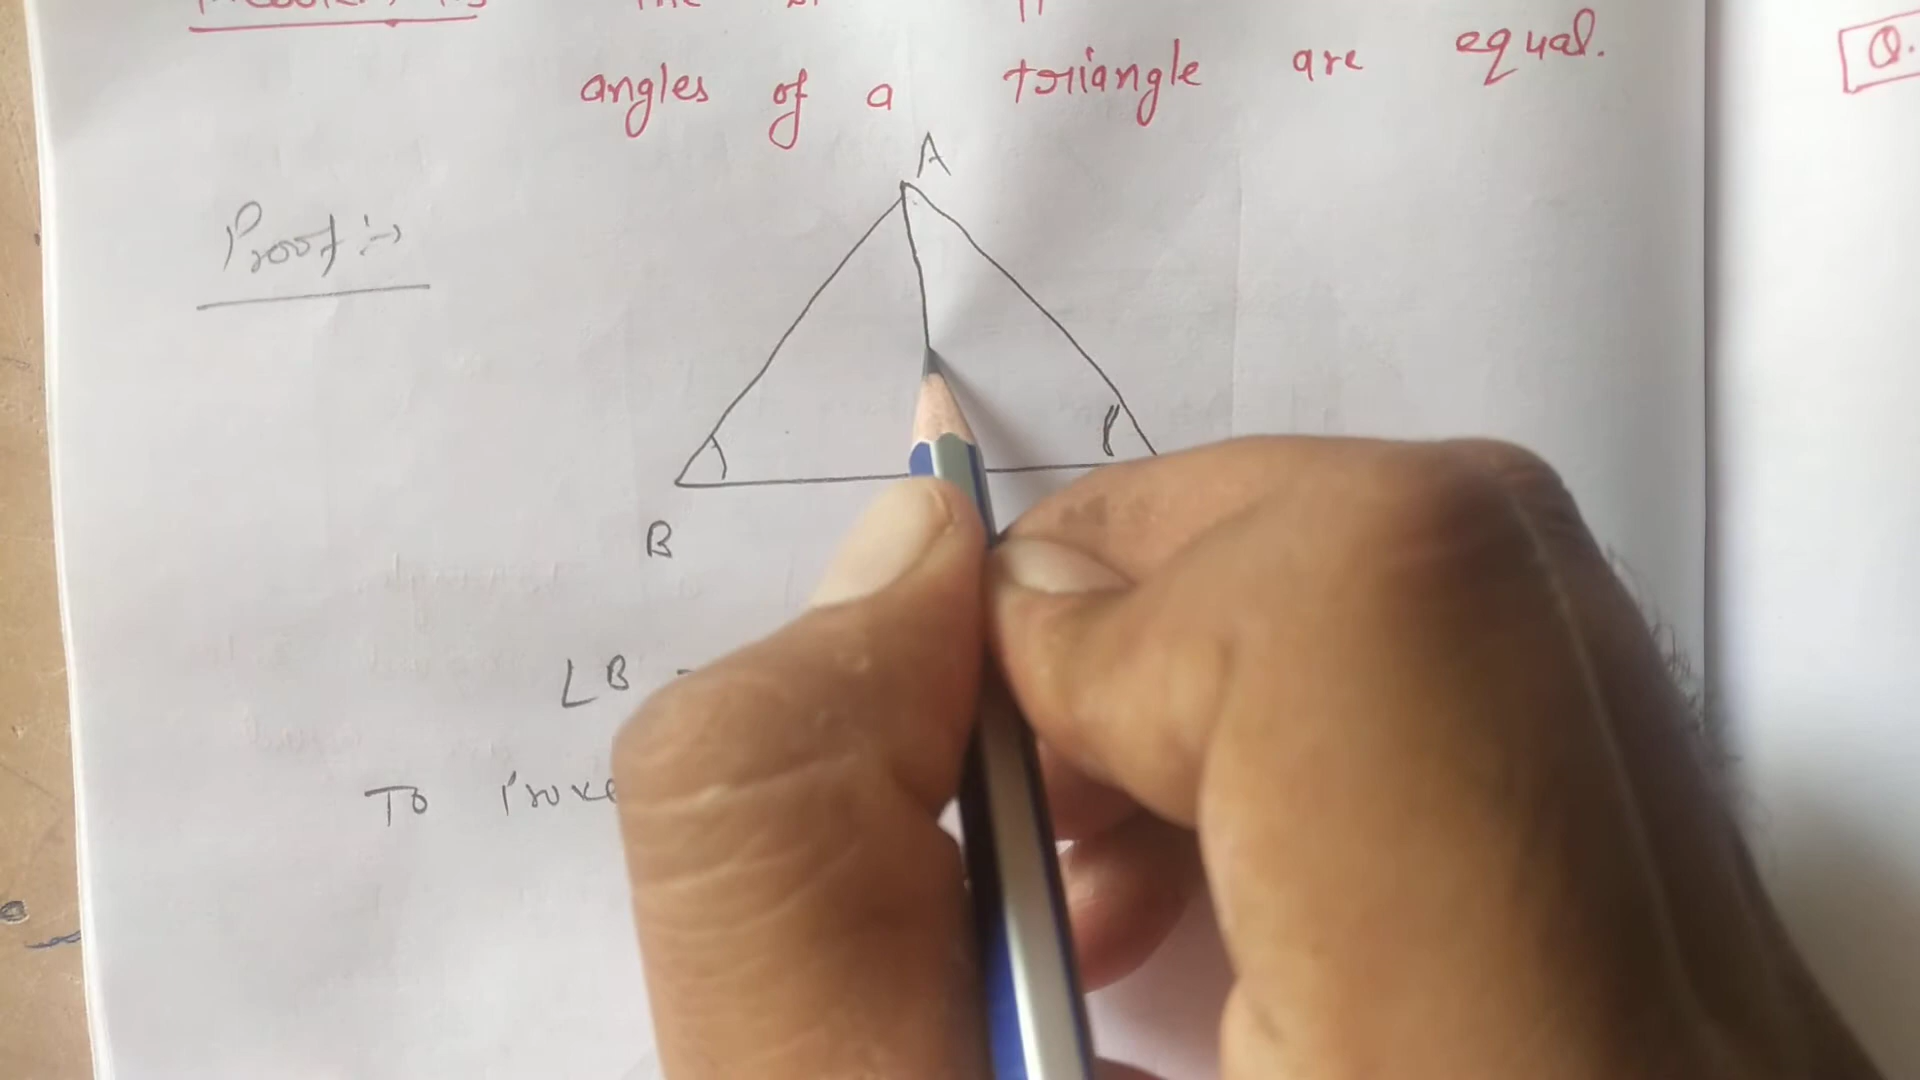 angles of a triangle are equal.
Q.
A
Proof :→
B
∠B
To Prove